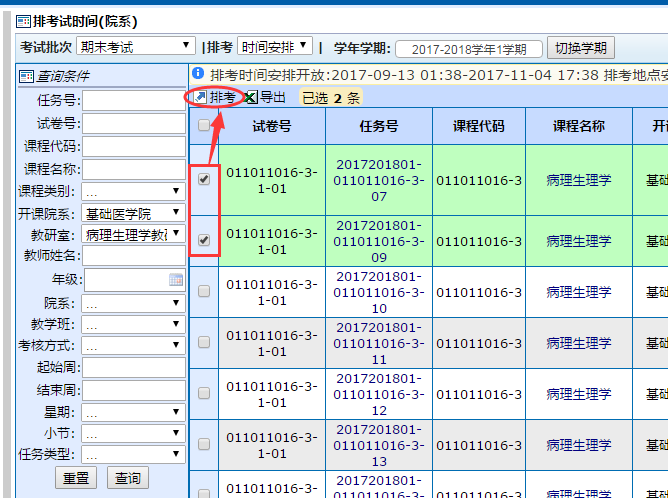 排考试时间(院系)
考试批次 期末考试 |排考 时间安排 | 学年学期: 2017-2018学年1学期 切换学期
查询条件
任务号:
试卷号:
课程代码:
课程名称:
课程类别: ...
开课院系: 基础医学院
教研室: 病理生理学教
教师姓名:
年级:
院系: ...
教学班: ...
考核方式: ...
起始周:
结束周:
星期: ...
小节: ...
任务类型: ...
重置 查询
排考时间安排开放:2017-09-13 01:38-2017-11-04 17:38 排考地点安
排考 导出 已选 2 条
试卷号 任务号 课程代码 课程名称 开
011011016-3-1-01 2017201801-011011016-3-07 011011016-3 病理生理学 基础
011011016-3-1-01 2017201801-011011016-3-09 011011016-3 病理生理学 基础
011011016-3-1-01 2017201801-011011016-3-10 011011016-3 病理生理学 基础
011011016-3-1-01 2017201801-011011016-3-11 011011016-3 病理生理学 基础
011011016-3-1-01 2017201801-011011016-3-12 011011016-3 病理生理学 基础
011011016-3-1-01 2017201801-011011016-3-13 011011016-3 病理生理学 基础
011011016-3- 2017201801-011011016-3- 011011016-3 病理生理学 基础